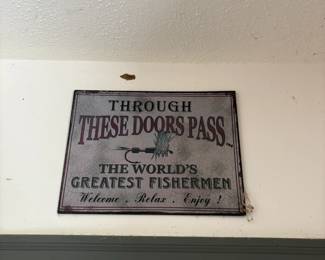 THROUGH
THESE DOORS PASS
THE WORLD'S
GREATEST FISHERMEN
Welcome . Relax . Enjoy !